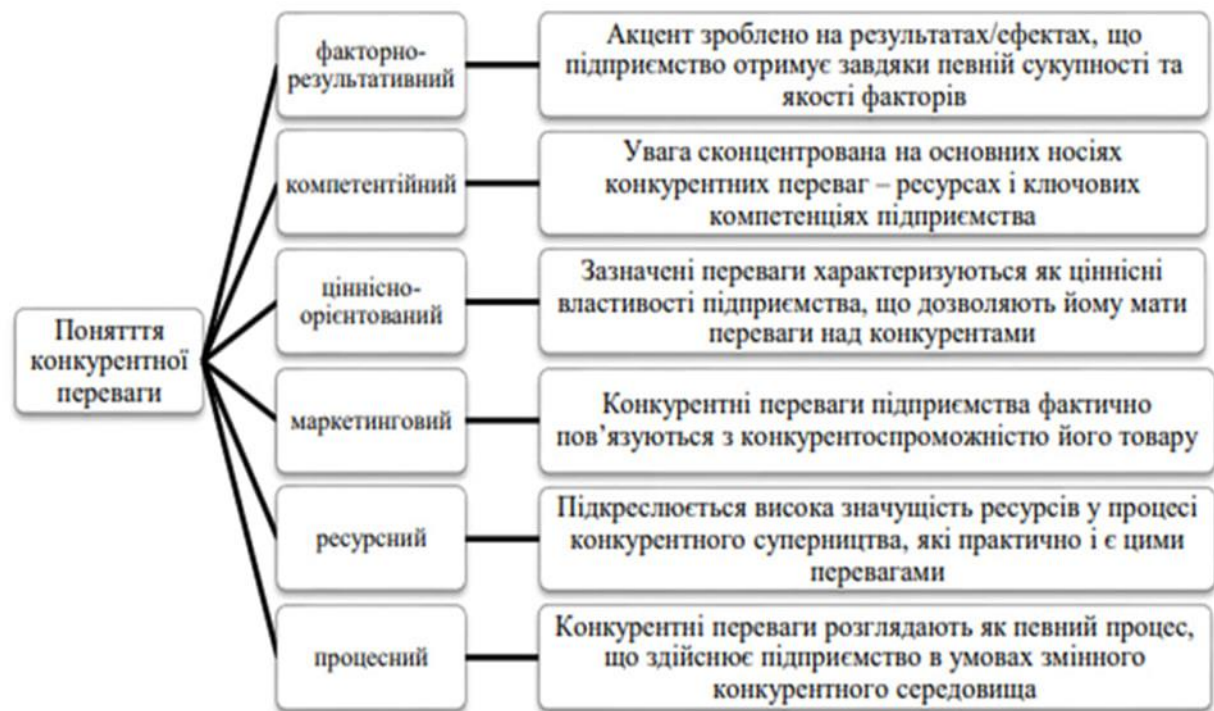 факторно-
результативний
Акцент зроблено на результатах/ефектах, що
підприємство отримує завдяки певній сукупності та
якості факторів
компетентійний
Увага сконцентрована на основних носіях
конкурентних переваг – ресурсах і ключових
компетенціях підприємства
ціннісно-
орієнтований
Зазначені переваги характеризуються як ціннісні
властивості підприємства, що дозволяють йому мати
переваги над конкурентами
Понятття
конкурентної
переваги
маркетинговий
Конкурентні переваги підприємства фактично
пов’язуються з конкурентоспроможністю його товару
ресурсний
Підкреслюється висока значущість ресурсів у процесі
конкурентного суперництва, які практично і є цими
перевагами
процесний
Конкурентні переваги розглядають як певний процес,
що здійснює підприємство в умовах змінного
конкурентного середовища